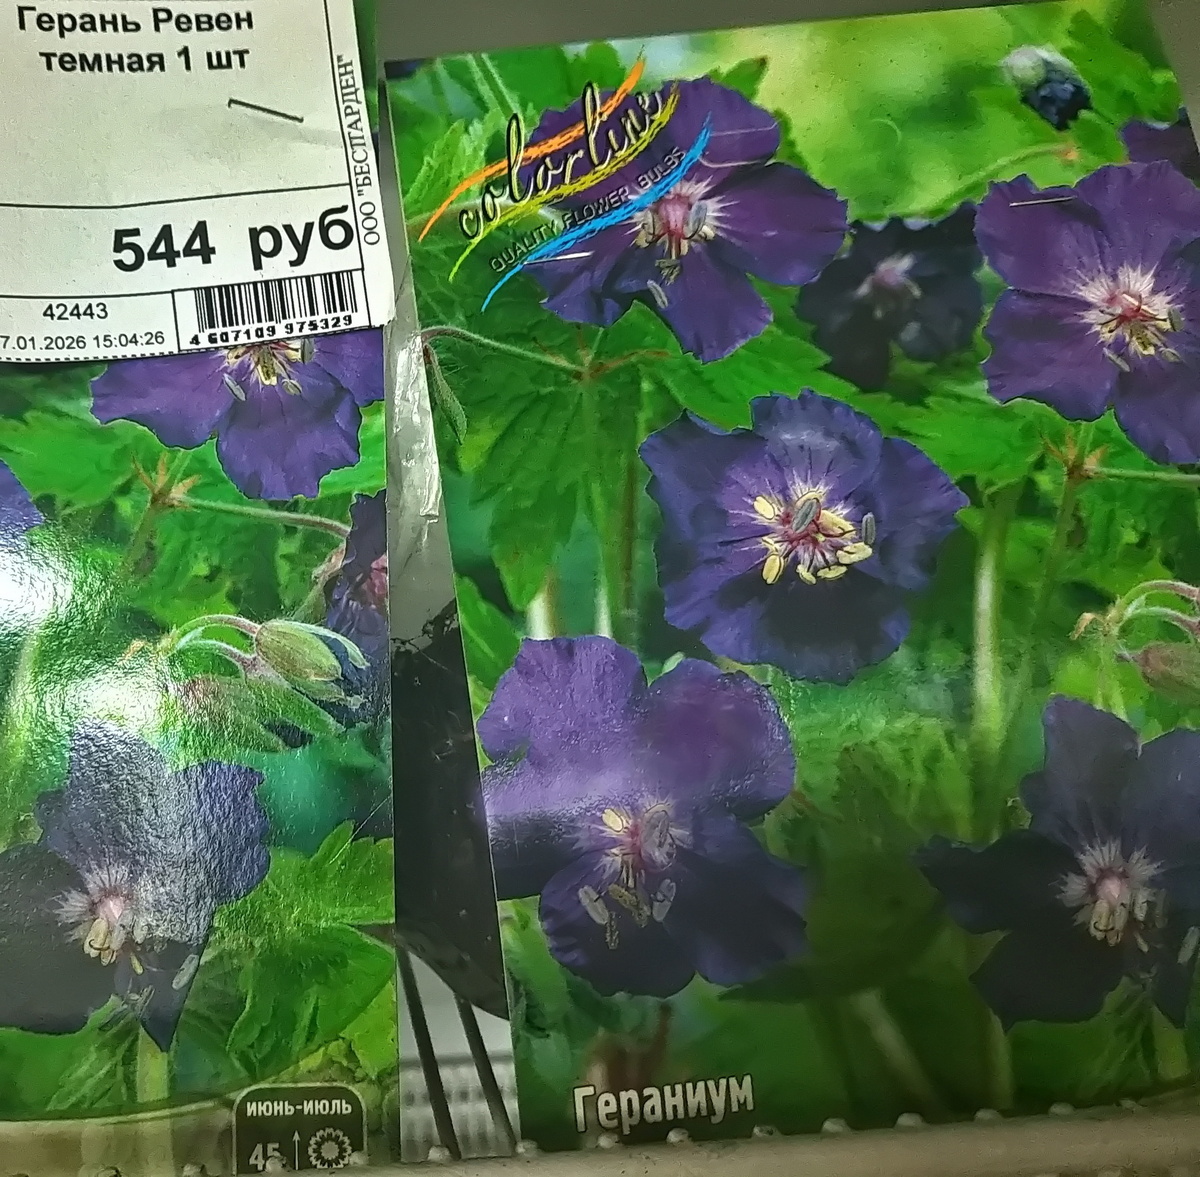 Герань Ревен
темная 1 шт
ООО "БЕСТГАРДЕН"
544 руб
42443
7.01.2026 15:04:26
4 607109 975329
colorline
QUALITY FLOWER BULBS
июнь-июль
45
Гераниум